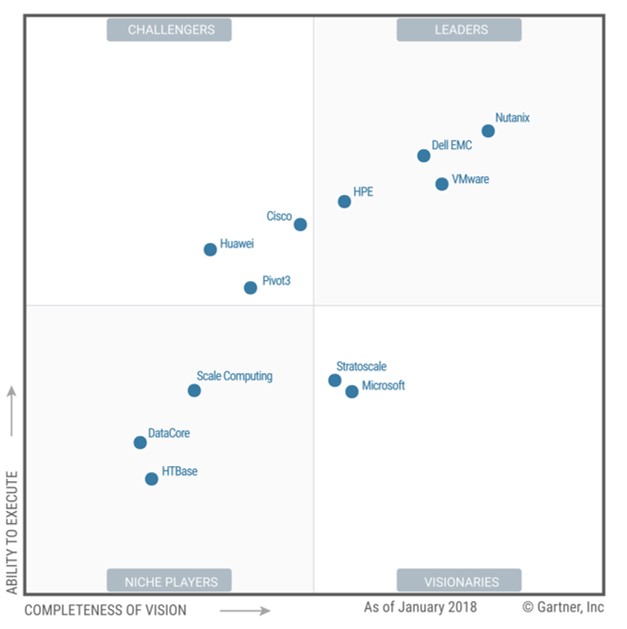 CHALLENGERS
LEADERS
Nutanix
Dell EMC
VMware
HPE
Cisco
Huawei
Pivot3
Stratoscale
Microsoft
Scale Computing
DataCore
HTBase
NICHE PLAYERS
VISIONARIES
ABILITY TO EXECUTE
COMPLETENESS OF VISION
As of January 2018
© Gartner, Inc